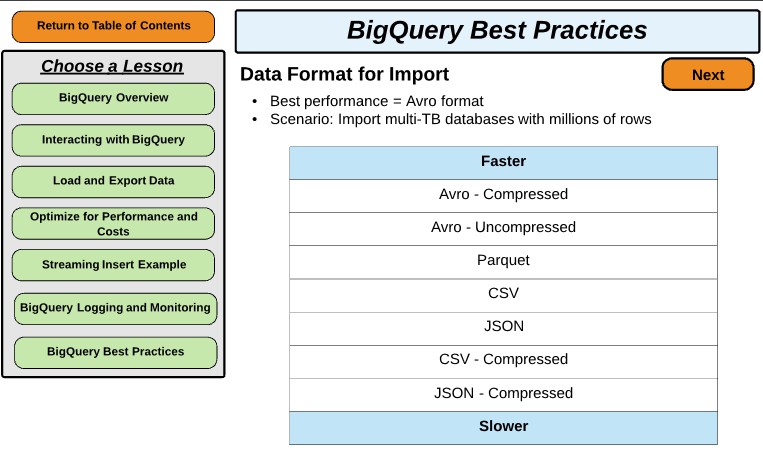 Return to Table of Contents
Choose a Lesson
BigQuery Overview
Interacting with BigQuery
Load and Export Data
Optimize for Performance and
Costs
Streaming Insert Example
BigQuery Logging and Monitoring
BigQuery Best Practices
BigQuery Best Practices
Data Format for Import
Next
• Best performance = Avro format
• Scenario: Import multi-TB databases with millions of rows
Faster
Avro - Compressed
Avro - Uncompressed
Parquet
CSV
JSON
CSV - Compressed
JSON - Compressed
Slower